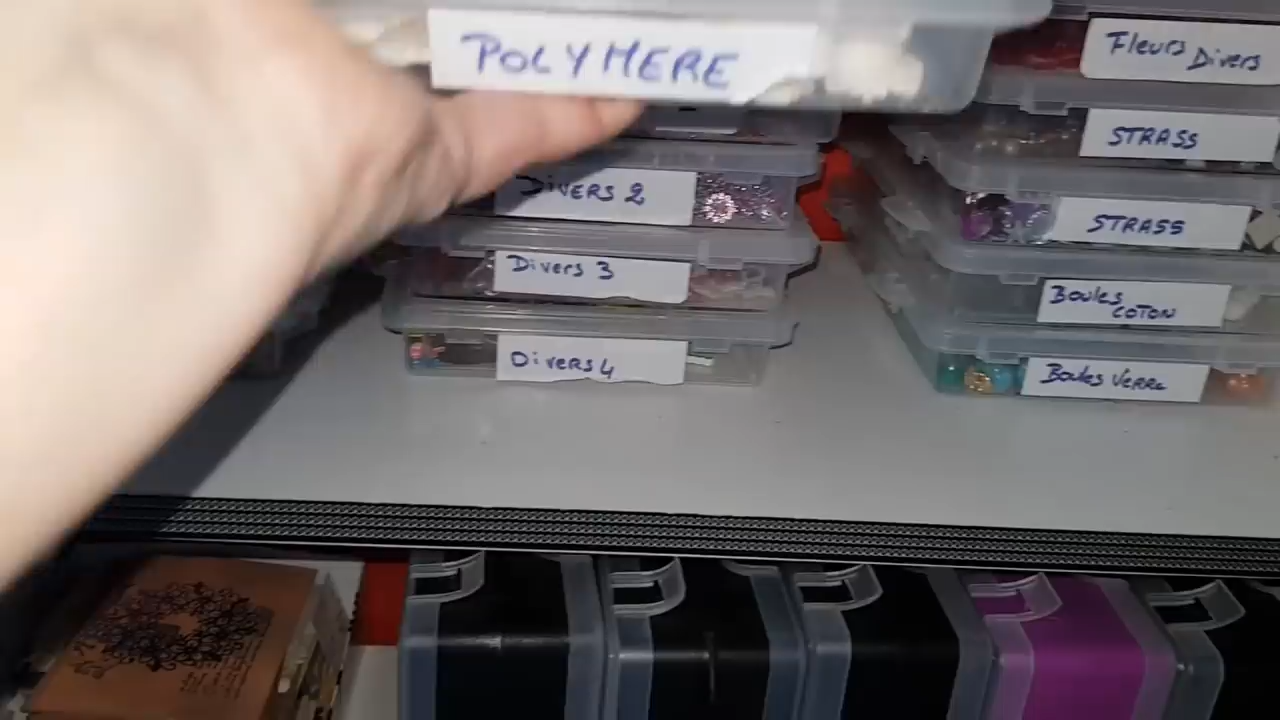 POLYMERE
DIVERS 2
Divers 3
Divers 4
Fleurs Divers
STRASS
STRASS
Boules
COTON
Boules Verre